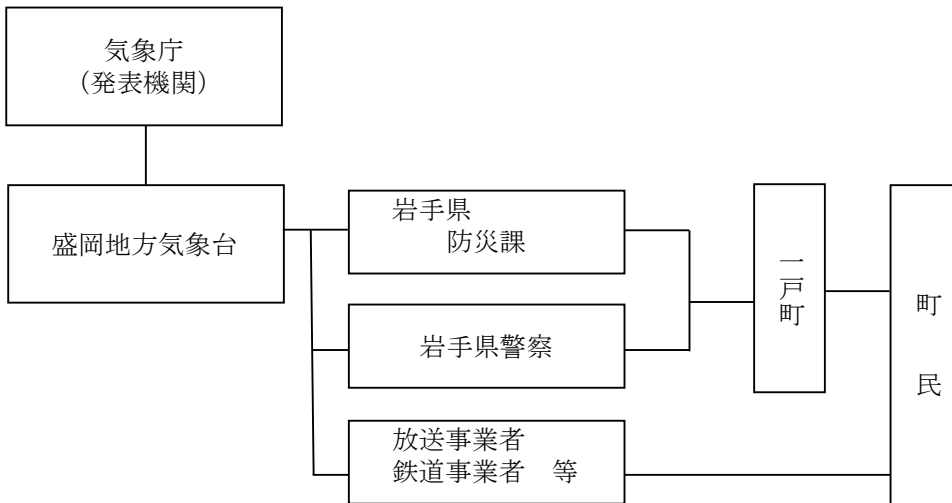 気象庁
（発表機関）
盛岡地方気象台
岩手県
防災課
岩手県警察
放送事業者
鉄道事業者　等
一戸町
町民